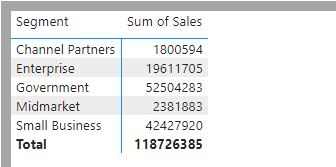 Segment Sum of Sales
Channel Partners 1800594
Enterprise 19611705
Government 52504283
Midmarket 2381883
Small Business 42427920
Total 118726385